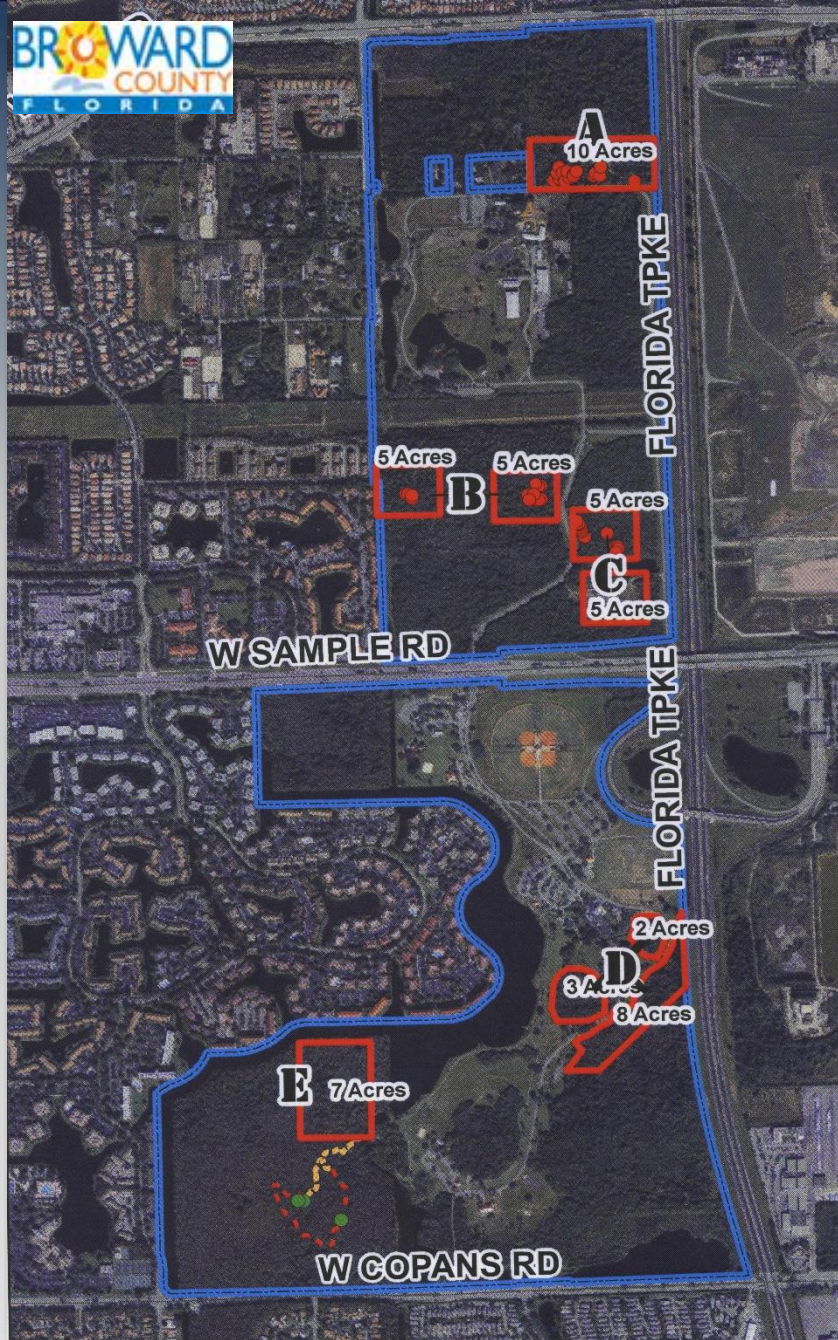 BROWARD
COUNTY
FLORIDA
A
10 Acres
FLORIDA TPKE
5 Acres
B
5 Acres
5 Acres
C
5 Acres
W SAMPLE RD
FLORIDA TPKE
2 Acres
D
3 Acres
8 Acres
E
7 Acres
W COPANS RD